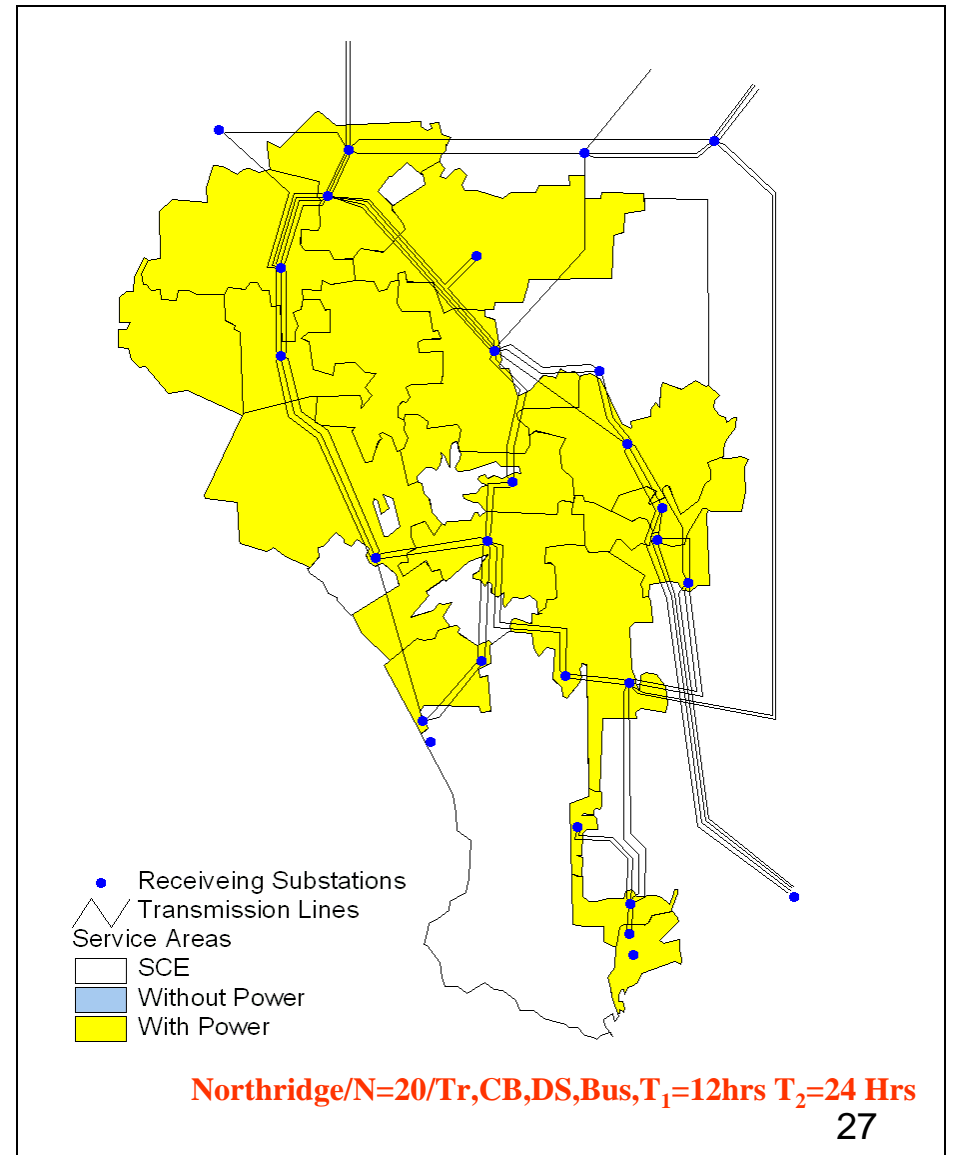 Receiveing Substations
Transmission Lines
Service Areas
SCE
Without Power
With Power
Northridge/N=20/Tr,CB,DS,Bus,T₁=12hrs T₂=24 Hrs
27